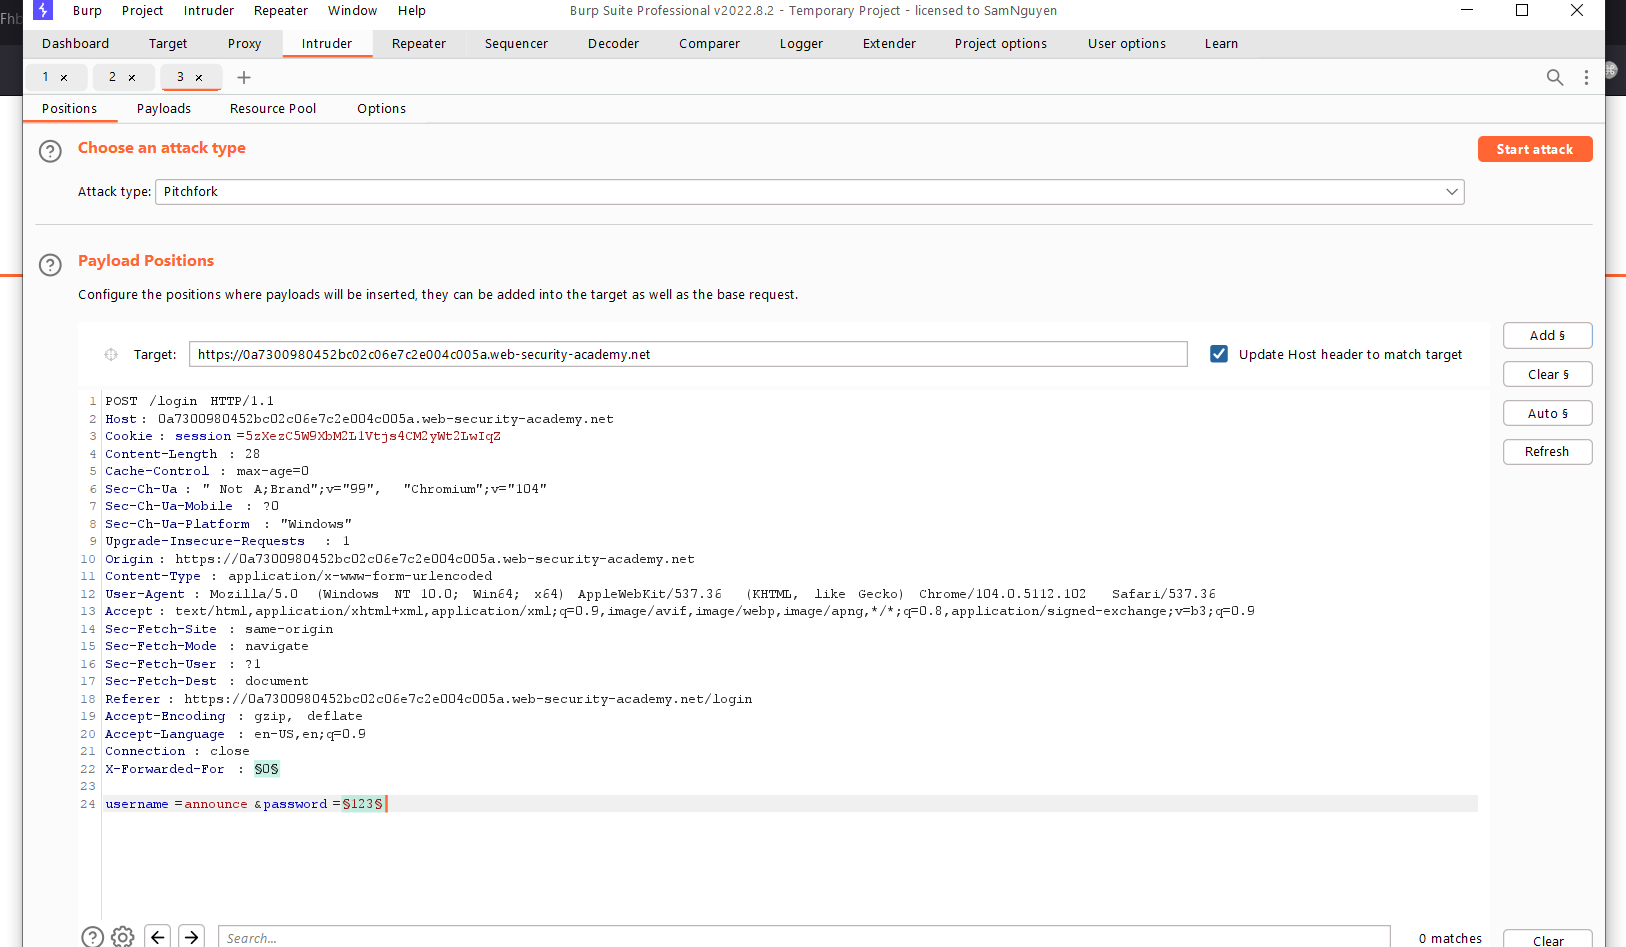 Fhb
Burp Project Intruder Repeater Window Help Burp Suite Professional v2022.8.2 - Temporary Project - licensed to SamNguyen
Dashboard Target Proxy Intruder Repeater Sequencer Decoder Comparer Logger Extender Project options User options Learn
1 × 2 × 3 × +
Positions Payloads Resource Pool Options
Choose an attack type
Start attack
Attack type: Pitchfork
Payload Positions
Configure the positions where payloads will be inserted, they can be added into the target as well as the base request.
Target: https://0a7300980452bc02c06e7c2e004c005a.web-security-academy.net Update Host header to match target
Add §
Clear §
Auto §
Refresh
1 POST /login HTTP/1.1
2 Host: 0a7300980452bc02c06e7c2e004c005a.web-security-academy.net
3 Cookie: session=5zXezC5W9XbM2L1Vtjs4CM2yWt2LwIqZ
4 Content-Length: 28
5 Cache-Control: max-age=0
6 Sec-Ch-Ua: " Not A;Brand";v="99", "Chromium";v="104"
7 Sec-Ch-Ua-Mobile: ?0
8 Sec-Ch-Ua-Platform: "Windows"
9 Upgrade-Insecure-Requests: 1
10 Origin: https://0a7300980452bc02c06e7c2e004c005a.web-security-academy.net
11 Content-Type: application/x-www-form-urlencoded
12 User-Agent: Mozilla/5.0 (Windows NT 10.0; Win64; x64) AppleWebKit/537.36 (KHTML, like Gecko) Chrome/104.0.5112.102 Safari/537.36
13 Accept: text/html,application/xhtml+xml,application/xml;q=0.9,image/avif,image/webp,image/apng,*/*;q=0.8,application/signed-exchange;v=b3;q=0.9
14 Sec-Fetch-Site: same-origin
15 Sec-Fetch-Mode: navigate
16 Sec-Fetch-User: ?1
17 Sec-Fetch-Dest: document
18 Referer: https://0a7300980452bc02c06e7c2e004c005a.web-security-academy.net/login
19 Accept-Encoding: gzip, deflate
20 Accept-Language: en-US,en;q=0.9
21 Connection: close
22 X-Forwarded-For: §0§
23
24 username=announce&password=§123§
Search... 0 matches Clear